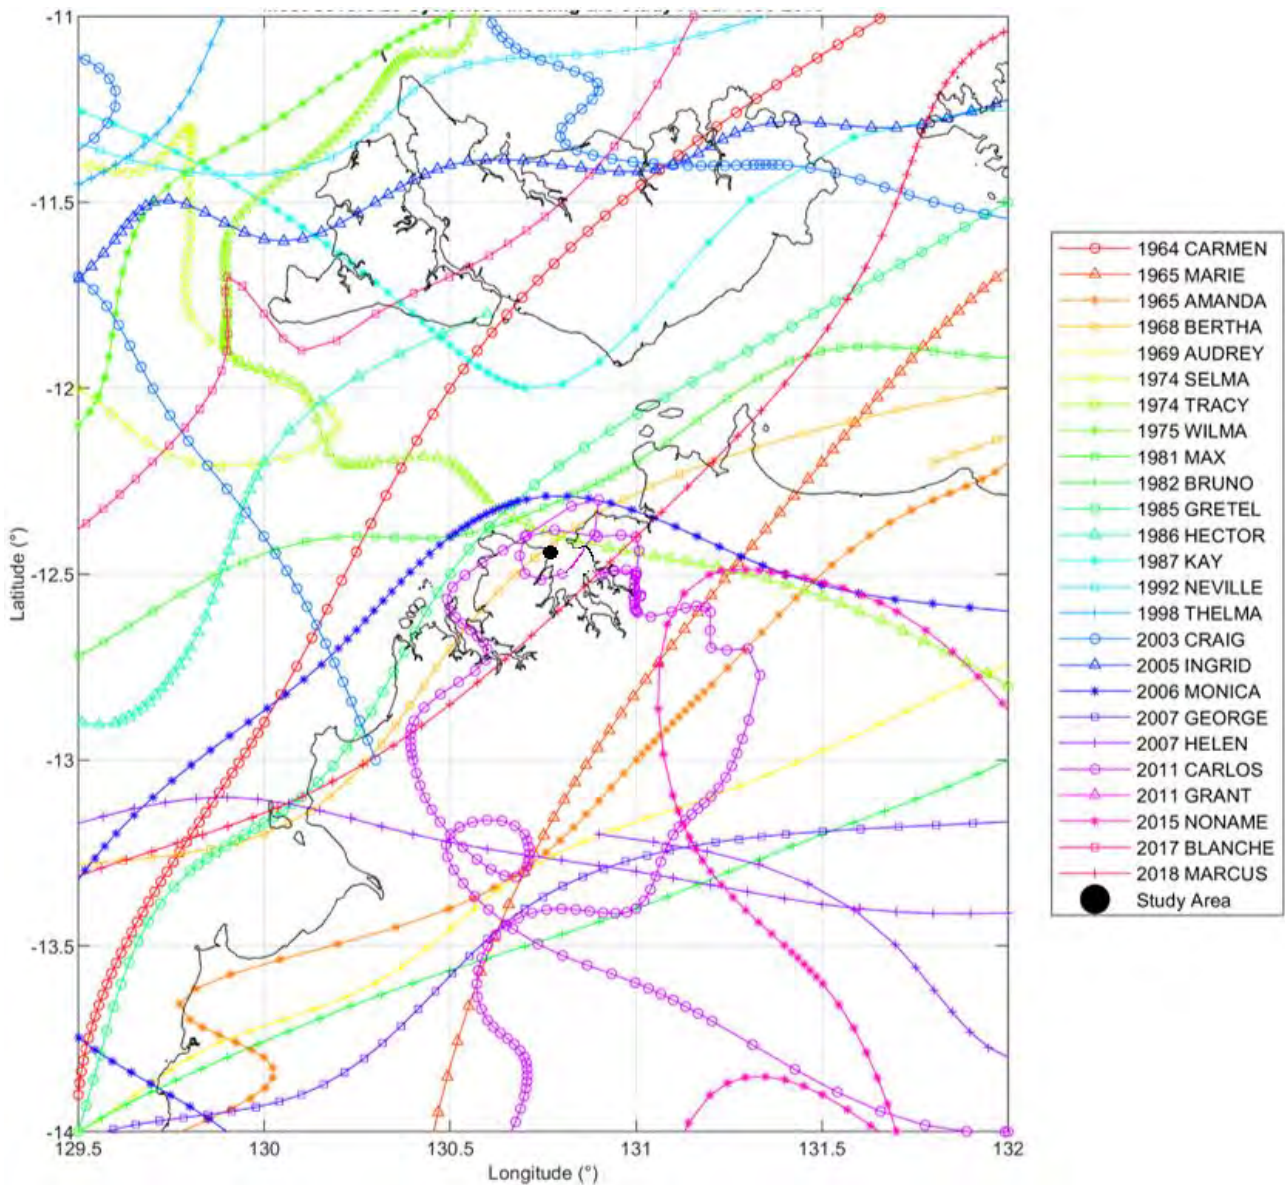 -11
-11.5
-12
-12.5
-13
-13.5
-14
Latitude (°)
129.5
130
130.5
131
131.5
132
Longitude (°)
1964 CARMEN
1965 MARIE
1965 AMANDA
1968 BERTHA
1969 AUDREY
1974 SELMA
1974 TRACY
1975 WILMA
1981 MAX
1982 BRUNO
1985 GRETEL
1986 HECTOR
1987 KAY
1992 NEVILLE
1998 THELMA
2003 CRAIG
2005 INGRID
2006 MONICA
2007 GEORGE
2007 HELEN
2011 CARLOS
2011 GRANT
2015 NONAME
2017 BLANCHE
2018 MARCUS
Study Area